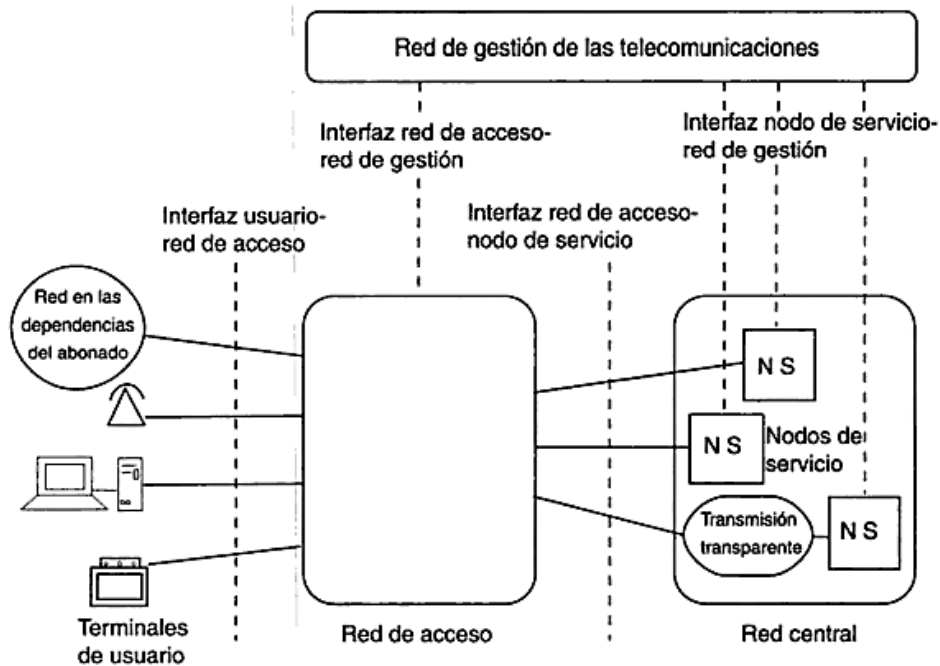 Red de gestión de las telecomunicaciones
Interfaz red de acceso-
red de gestión
Interfaz nodo de servicio-
red de gestión
Interfaz usuario-
red de acceso
Interfaz red de acceso-
nodo de servicio
Red en las
dependencias
del abonado
N S
N S
Nodos de
servicio
Transmisión
transparente
N S
Terminales
de usuario
Red de acceso
Red central